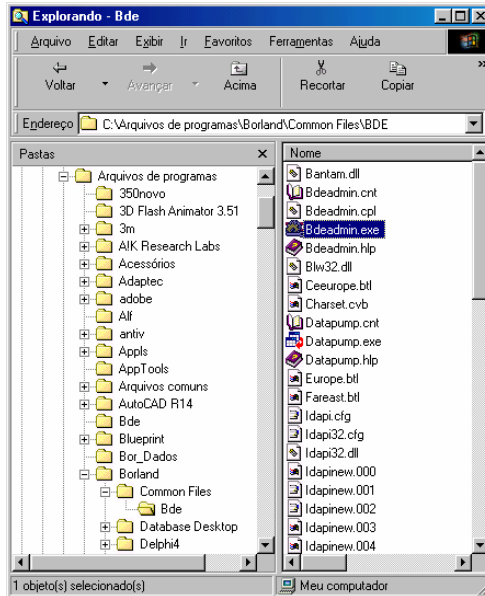 Explorando - Bde
Arquivo Editar Exibir Ir Favoritos Ferramentas Ajuda
Voltar Avançar Acima Recortar Copiar
Endereço C:\Arquivos de programas\Borland\Common Files\BDE
Pastas
Arquivos de programas
350novo
3D Flash Animator 3.51
3m
A!K Research Labs
Acessórios
Adaptec
adobe
Alf
antiv
Appls
AppTools
Arquivos comuns
AutoCAD R14
Bde
Blueprint
Bor_Dados
Borland
Common Files
Bde
Database Desktop
Delphi4
Nome
Bantam.dll
Bdeadmin.cnt
Bdeadmin.cpl
Bdeadmin.exe
Bdeadmin.hlp
Blw32.dll
Ceeurope.btl
Charset.cvb
Datapump.cnt
Datapump.exe
Datapump.hlp
Europe.btl
Fareast.btl
Idapi.cfg
Idapi32.cfg
Idapi32.dll
Idapinew.000
Idapinew.001
Idapinew.002
Idapinew.003
Idapinew.004
1 objeto(s) selecionado(s)
Meu computador